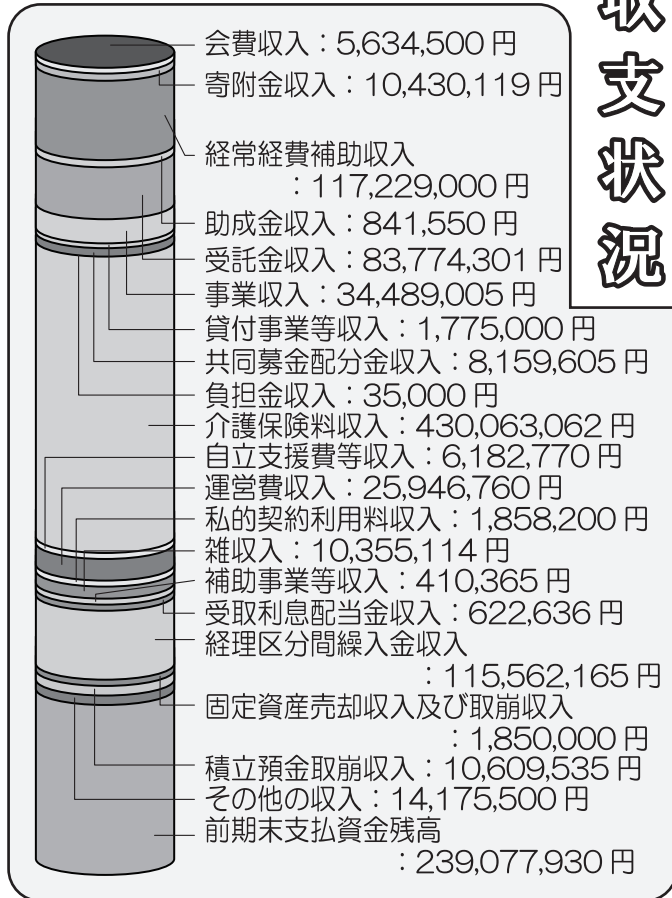 収支状況
会費収入：5,634,500 円
寄附金収入：10,430,119 円
経常経費補助収入
：117,229,000 円
助成金収入：841,550 円
受託金収入：83,774,301 円
事業収入：34,489,005 円
貸付事業等収入：1,775,000 円
共同募金配分金収入：8,159,605 円
負担金収入：35,000 円
介護保険料収入：430,063,062 円
自立支援費等収入：6,182,770 円
運営費収入：25,946,760 円
私的契約利用料収入：1,858,200 円
雑収入：10,355,114 円
補助事業等収入：410,365 円
受取利息配当金収入：622,636 円
経理区分間繰入金収入
：115,562,165 円
固定資産売却収入及び取崩収入
：1,850,000 円
積立預金取崩収入：10,609,535 円
その他の収入：14,175,500 円
前期末支払資金残高
：239,077,930 円